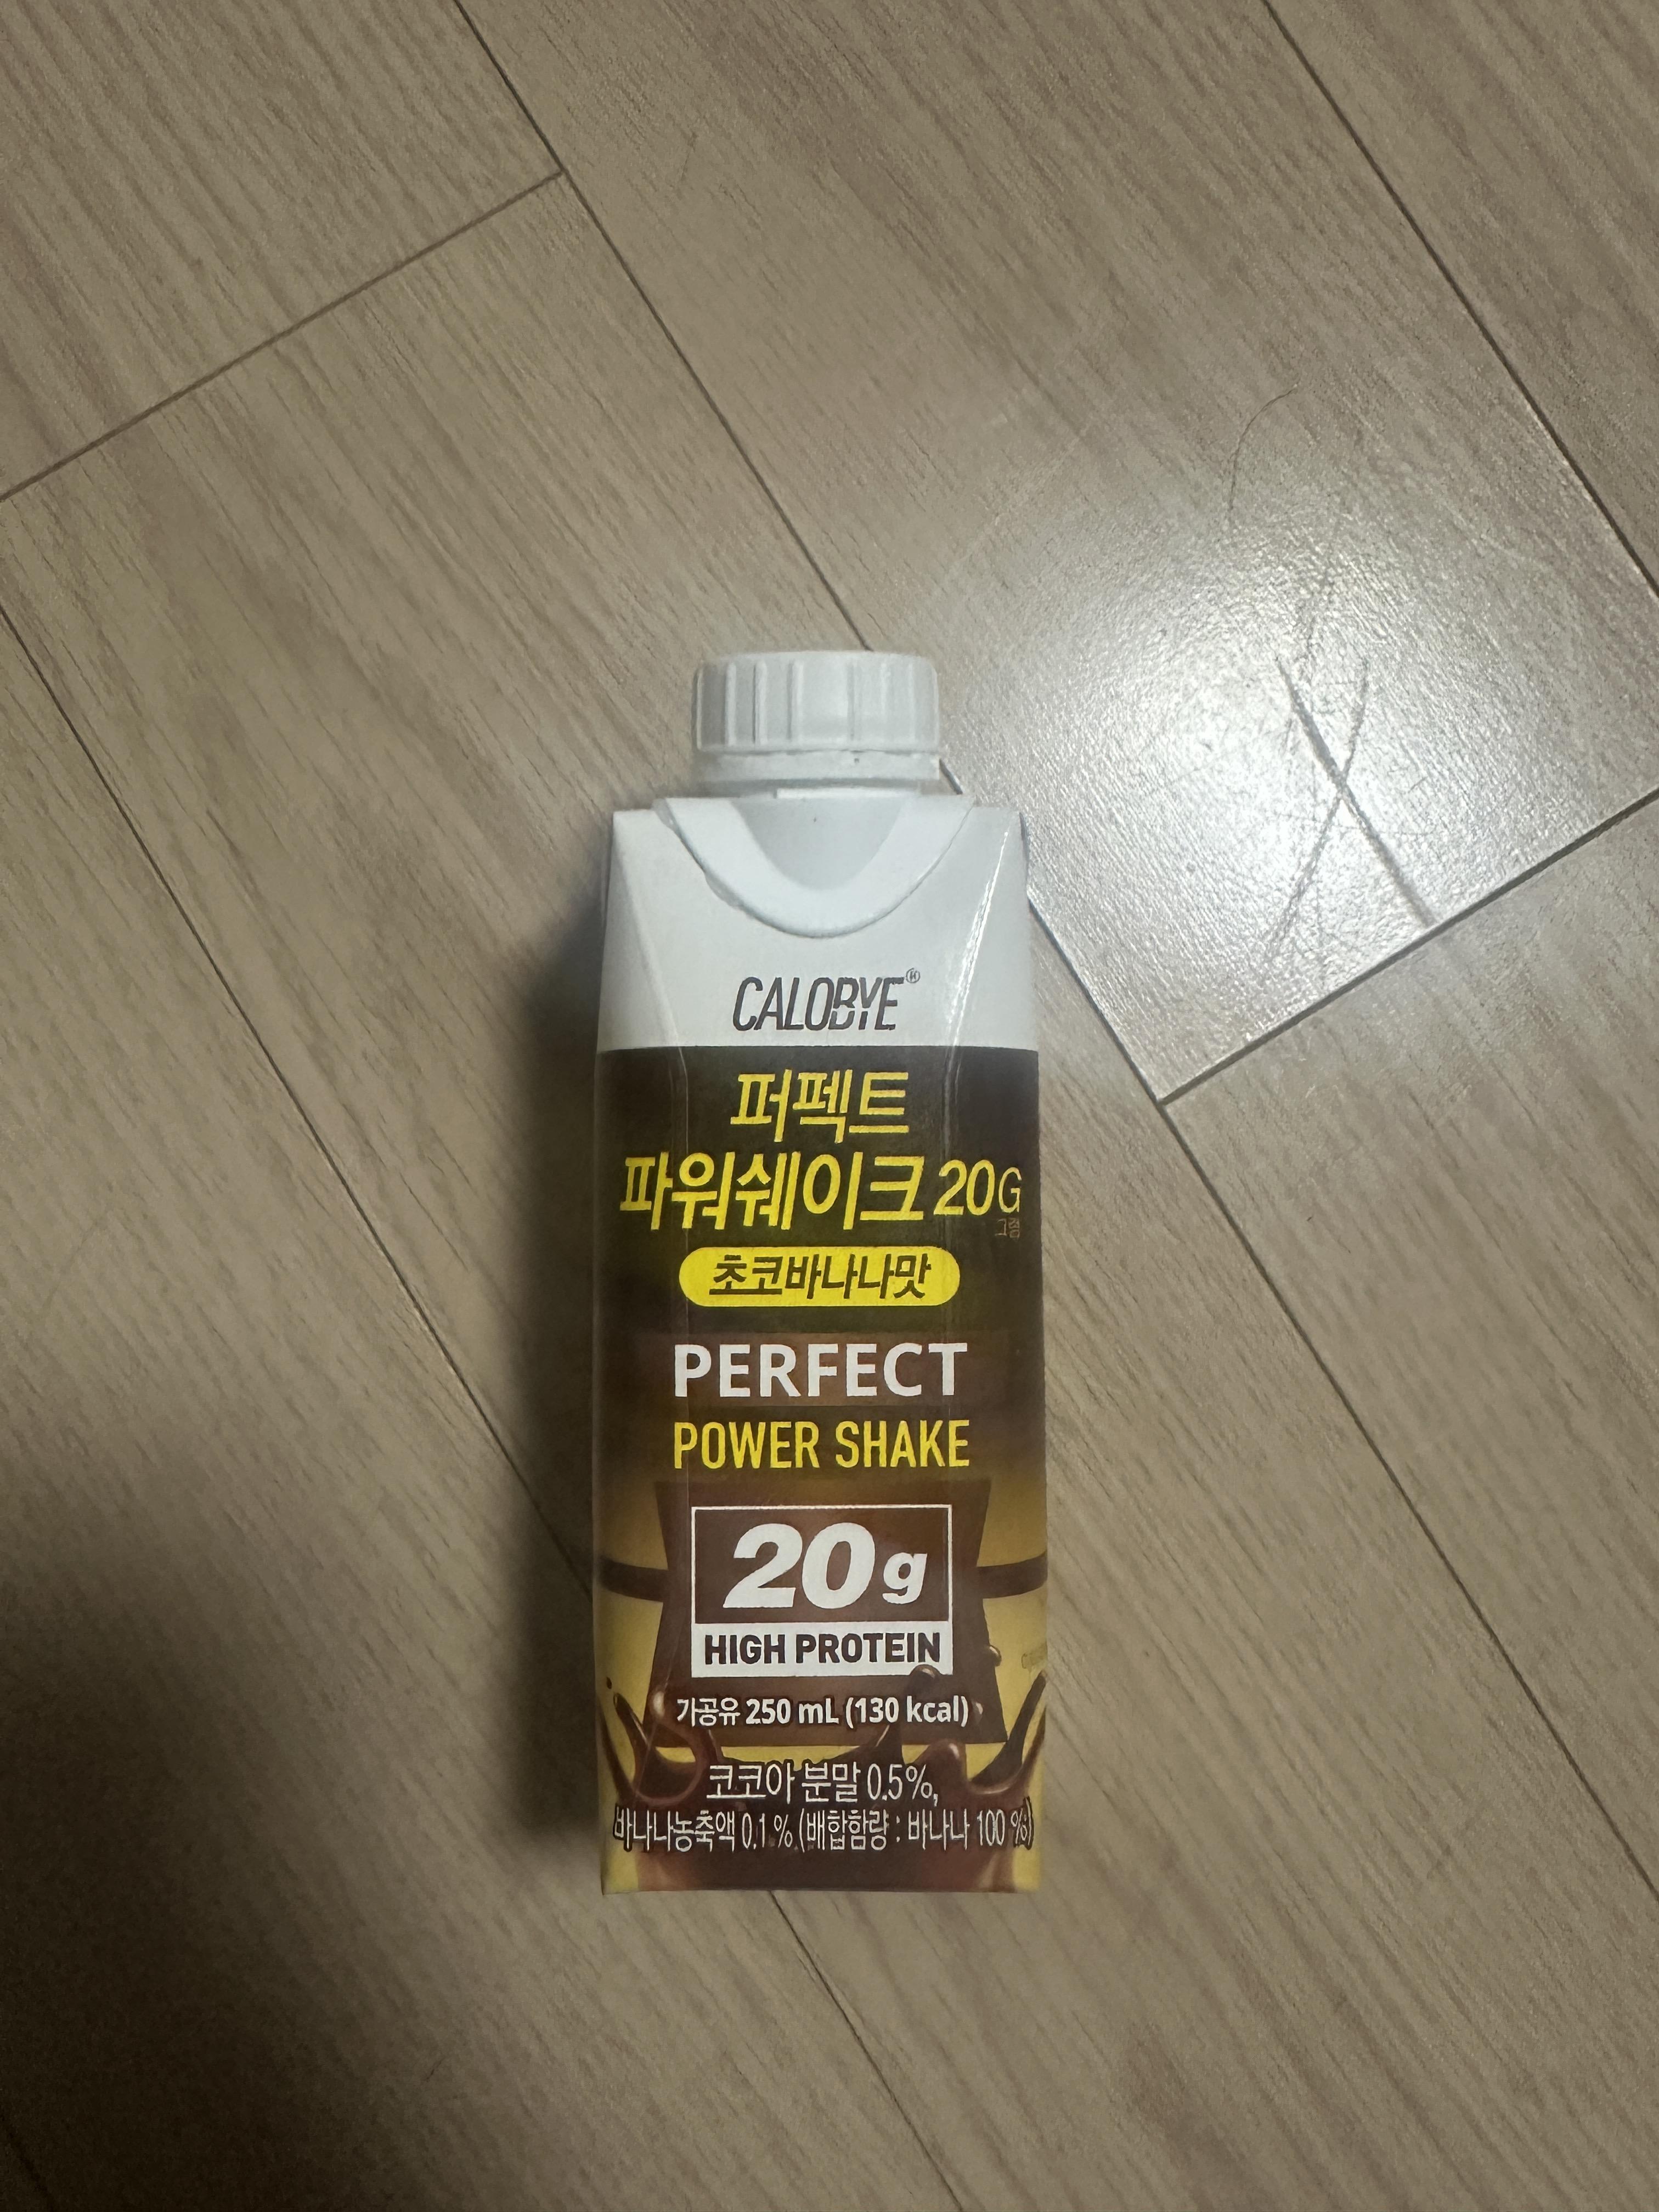 CALOBYE®
퍼펙트
파워쉐이크 20G
그램
초코바나나맛
PERFECT
POWER SHAKE
20g
HIGH PROTEIN
가공유 250 mL (130 kcal)
코코아 분말 0.5%,
바나나농축액 0.1 % (배합함량 : 바나나 100 %)